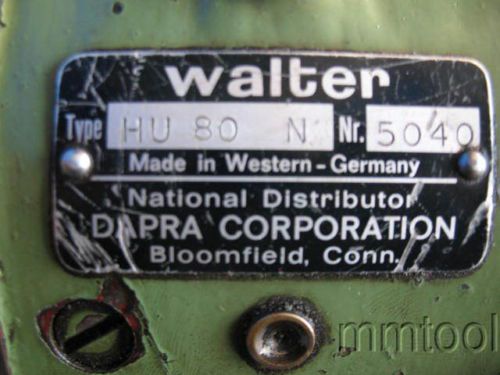 walter
Type HU 80 N Nr. 5040
Made in Western-Germany
National Distributor
DAPRA CORPORATION
Bloomfield, Conn.
mmtool